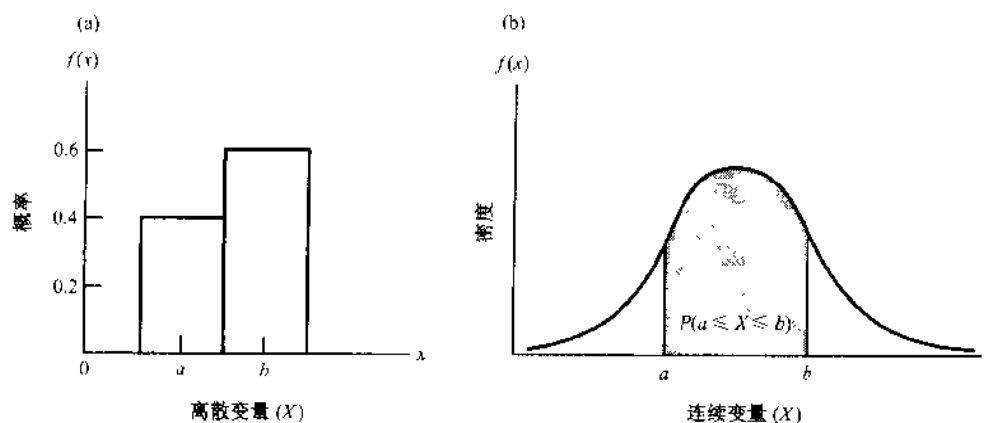 (a)
f(x)
概率
0.6
0.4
0.2
0
a
b
x
离散变量 (X)
(b)
f(x)
密度
P(a ≤ X ≤ b)
a
b
连续变量 (X)